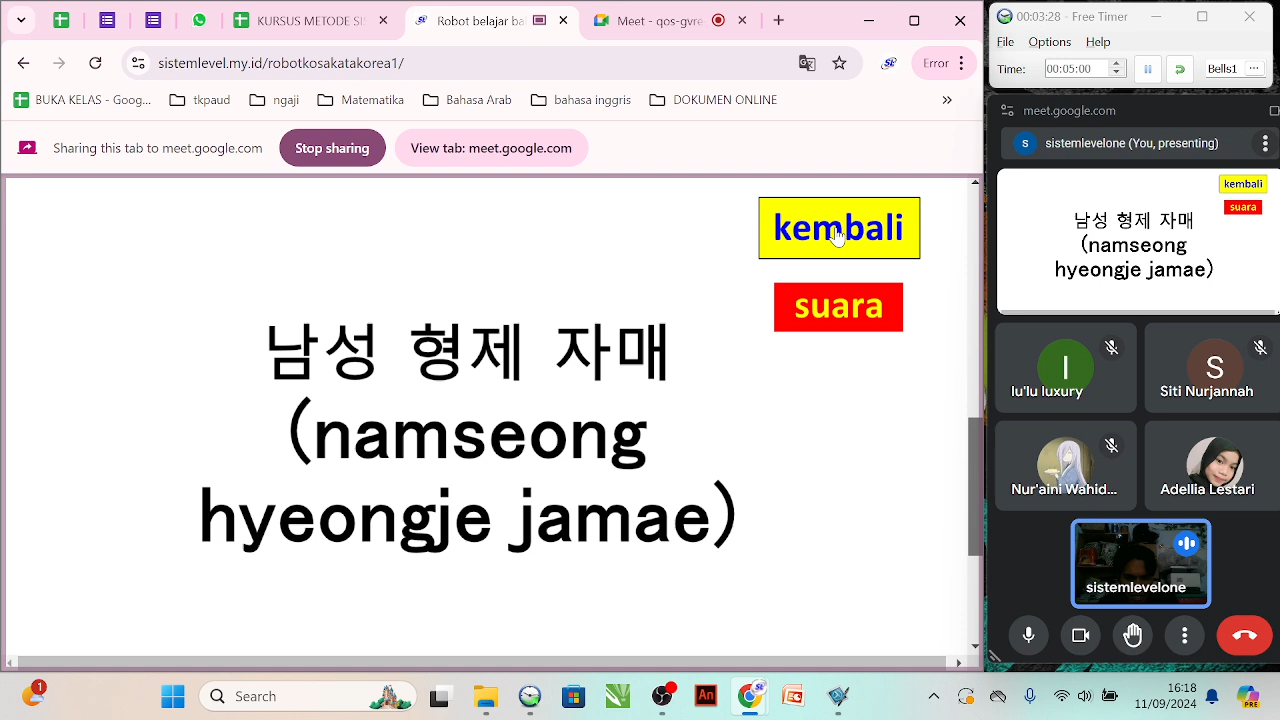 KURSUS METODE SI
Robot belajar ba
Meet - qos-gvre
sistemlevel.my.id/robotkosakatakorea1/
Error
BUKA KELAS - Goog...
Matematika
bahasa inggris
DOKUMEN ONLINE
Sharing this tab to meet.google.com
Stop sharing
View tab: meet.google.com
kembali
suara
남성 형제 자매
(namseong
hyeongje jamae)
00:03:28 - Free Timer
File Options Help
Time: 00:05:00
Bells1 ...
meet.google.com
S sistemlevelone (You, presenting)
kembali
suara
남성 형제 자매
(namseong
hyeongje jamae)
I
lu'lu luxury
S
Siti Nurjannah
Nur'aini Wahid...
Adellia Lestari
sistemlevelone
1
Search
An
16:18
11/09/2024
PRE